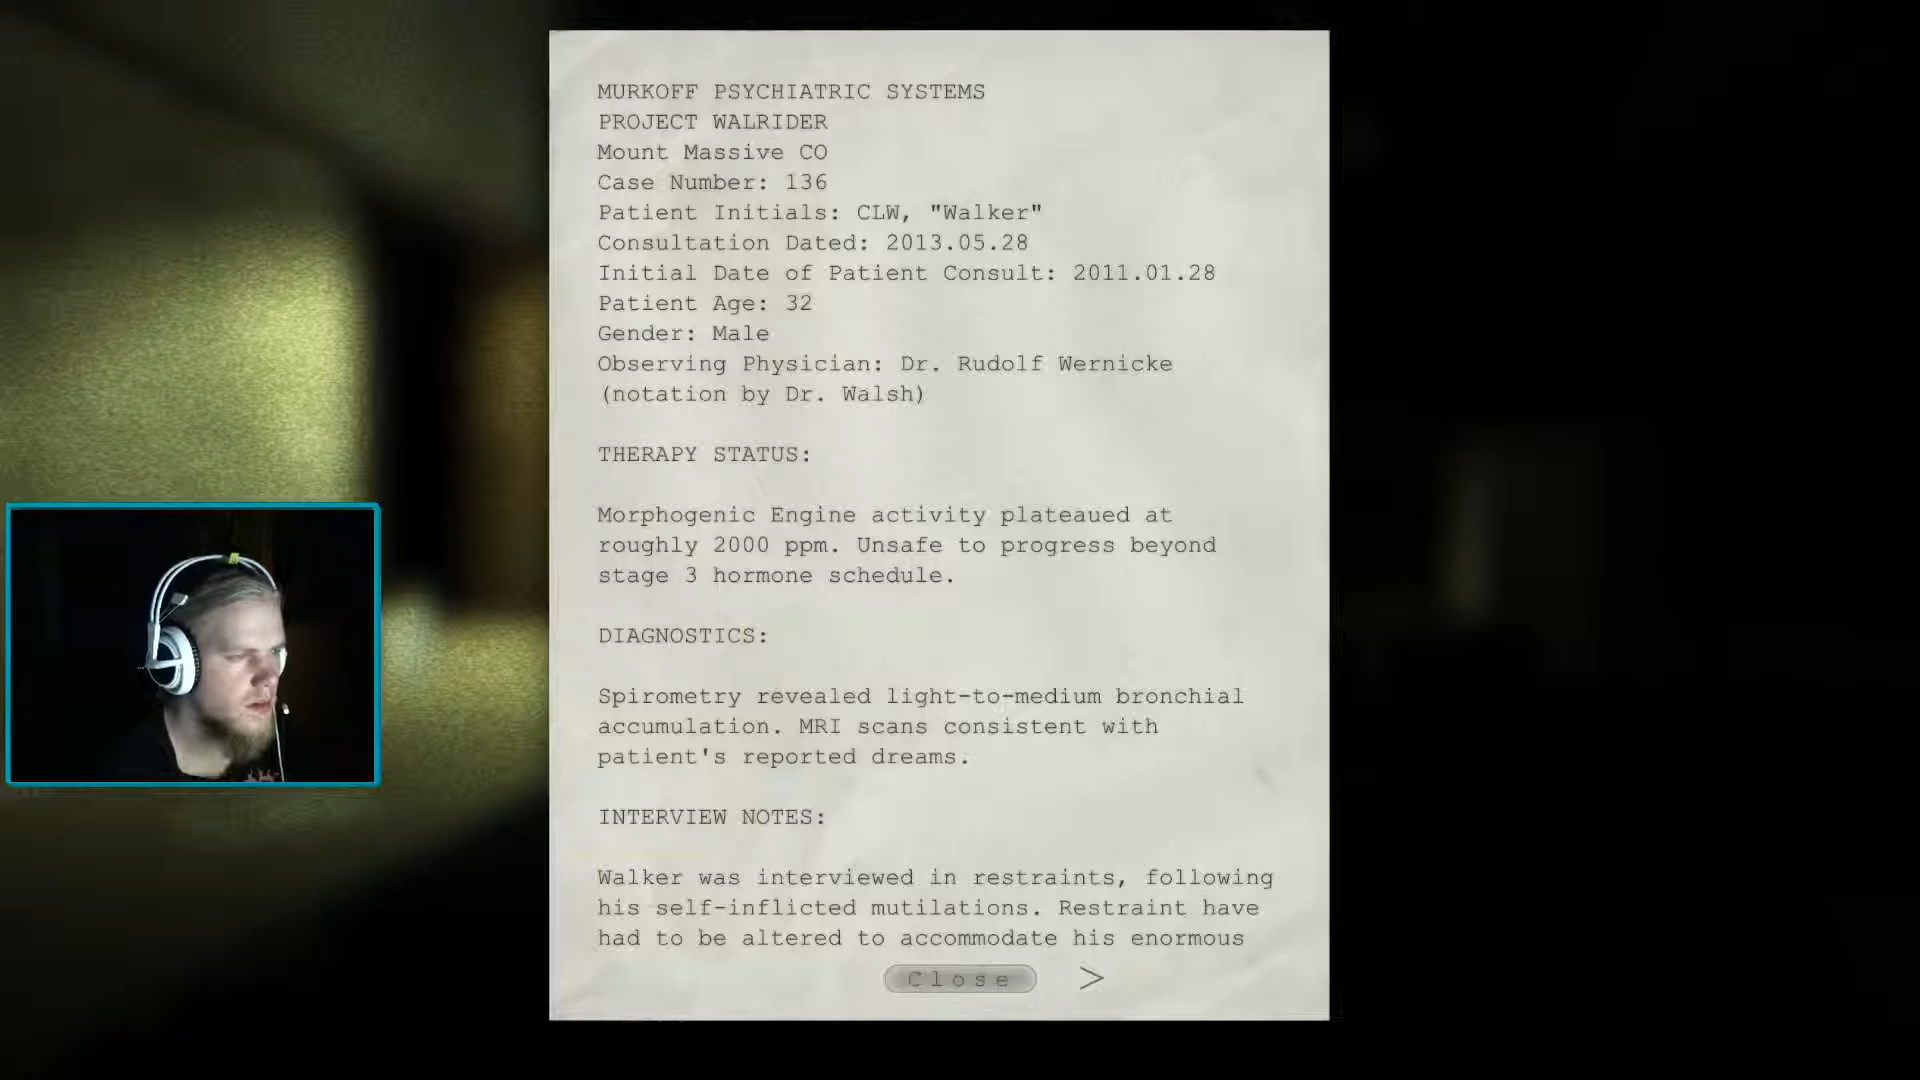 MURKOFF PSYCHIATRIC SYSTEMS
PROJECT WALRIDER
Mount Massive CO
Case Number: 136
Patient Initials: CLW, "Walker"
Consultation Dated: 2013.05.28
Initial Date of Patient Consult: 2011.01.28
Patient Age: 32
Gender: Male
Observing Physician: Dr. Rudolf Wernicke
(notation by Dr. Walsh)
THERAPY STATUS:
Morphogenic Engine activity plateaued at
roughly 2000 ppm. Unsafe to progress beyond
stage 3 hormone schedule.
DIAGNOSTICS:
Spirometry revealed light-to-medium bronchial
accumulation. MRI scans consistent with
patient's reported dreams.
INTERVIEW NOTES:
Walker was interviewed in restraints, following
his self-inflicted mutilations. Restraint have
had to be altered to accommodate his enormous
Close >